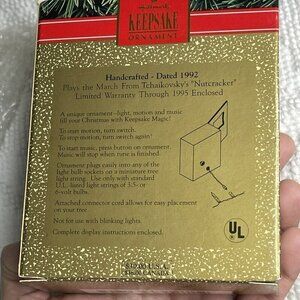 Hallmark
KEEPSAKE
ORNAMENT
Handcrafted - Dated 1992
Plays the March From Tchaikovsky's "Nutcracker"
Limited Warranty Through 1995 Enclosed
A unique ornament–light, motion and music
fill your Christmas with Keepsake Magic!
To start motion, turn switch.
To stop motion, turn switch again!
To start music, press button on ornament.
Music will stop when tune is finished.
Ornament plugs easily into any of the
light bulb sockets on a miniature tree
light string. Use only with standard
U.L. listed light strings of 3.5- or
6-volt bulbs.
Attached connector cord allows for easy placement
on your tree
Not for use with blinking lights.
Complete display instructions enclosed.
UL